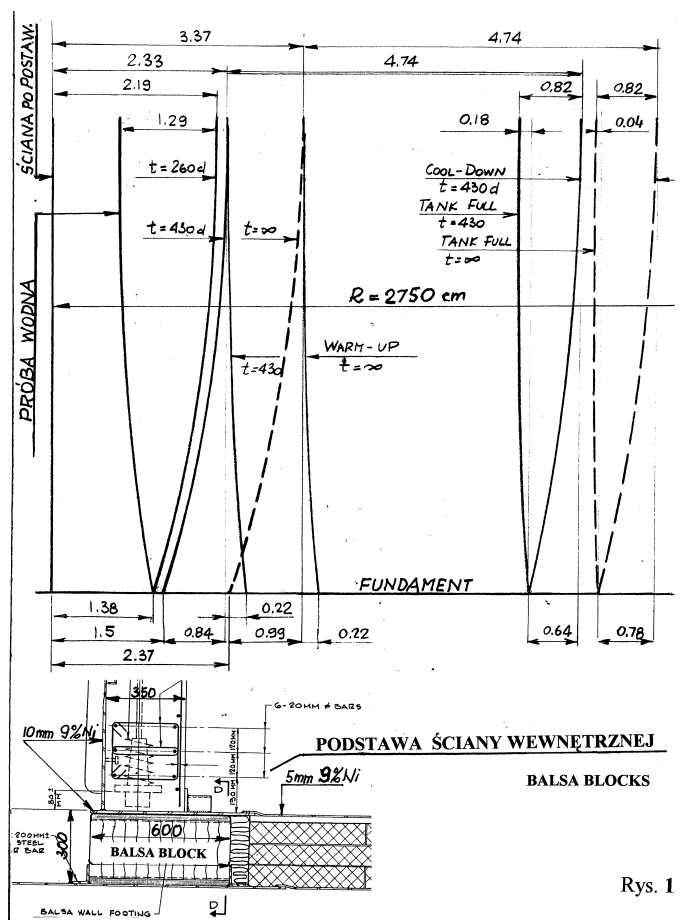 ŚCIANA PO POSTAW.
PRÓBA WODNA
3.37
4.74
2.33
4.74
2.19
0.82
0.82
1.29
0.18
0.04
t=260d
COOL-DOWN
t=430d
TANK FULL
t=430
t=430d
t=∞
TANK FULL
t=∞
R=2750 cm
WARM-UP
t=∞
t=430
FUNDAMENT
1.38
0.22
1.5
0.84
0.99
0.22
0.64
0.78
2.37
350
6-20MM ⌀ BARS
10mm 9%Ni
PODSTAWA ŚCIANY WEWNĘTRZNEJ
120MM
120MM
5mm 9%Ni
BALSA BLOCKS
D
600
300
STEEL
BALSA BLOCK
Rys. 1
D
BALSA WALL FOOTING